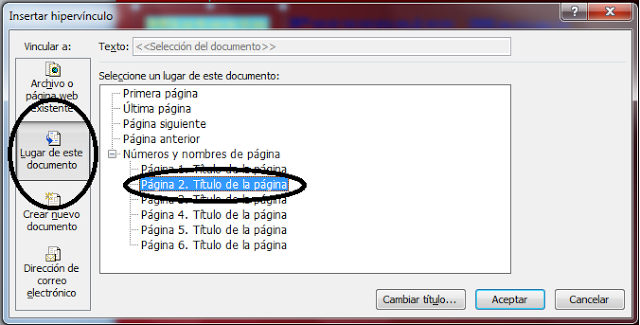 Insertar hipervínculo
Vincular a:
Texto: <<Selección del documento>>
Archivo o
página web
existente
Lugar de este
documento
Crear nuevo
documento
Dirección de
correo
electrónico
Seleccione un lugar de este documento:
Primera página
Última página
Página siguiente
Página anterior
Números y nombres de página
Página 1. Título de la página
Página 2. Título de la página
Página 3. Título de la página
Página 4. Título de la página
Página 5. Título de la página
Página 6. Título de la página
Cambiar título...
Aceptar
Cancelar